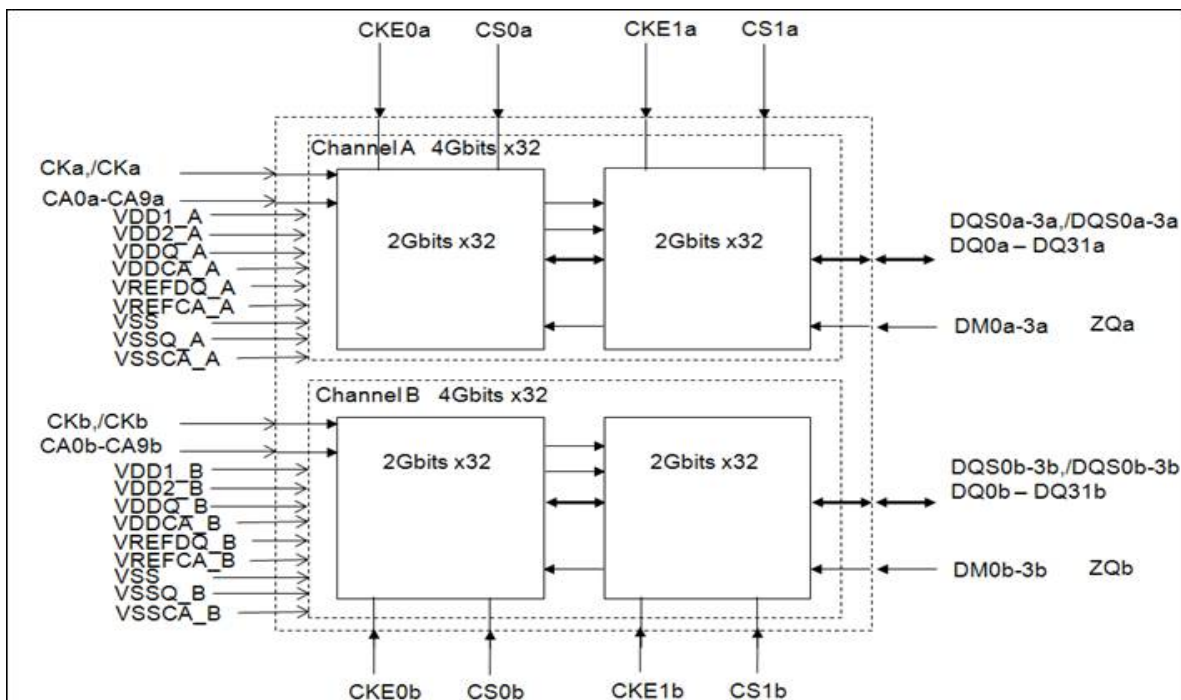 CKE0a CS0a CKE1a CS1a
Channel A 4Gbits x32
CKa,/CKa
CA0a-CA9a
VDD1_A
VDD2_A
VDDQ_A
VDDCA_A
VREFDQ_A
VREFCA_A
VSS
VSSQ_A
VSSCA_A
2Gbits x32
2Gbits x32
DQS0a-3a,/DQS0a-3a
DQ0a – DQ31a
DM0a-3a ZQa
Channel B 4Gbits x32
CKb,/CKb
CA0b-CA9b
VDD1_B
VDD2_B
VDDQ_B
VDDCA_B
VREFDQ_B
VREFCA_B
VSS
VSSQ_B
VSSCA_B
2Gbits x32
2Gbits x32
DQS0b-3b,/DQS0b-3b
DQ0b – DQ31b
DM0b-3b ZQb
CKE0b CS0b CKE1b CS1b